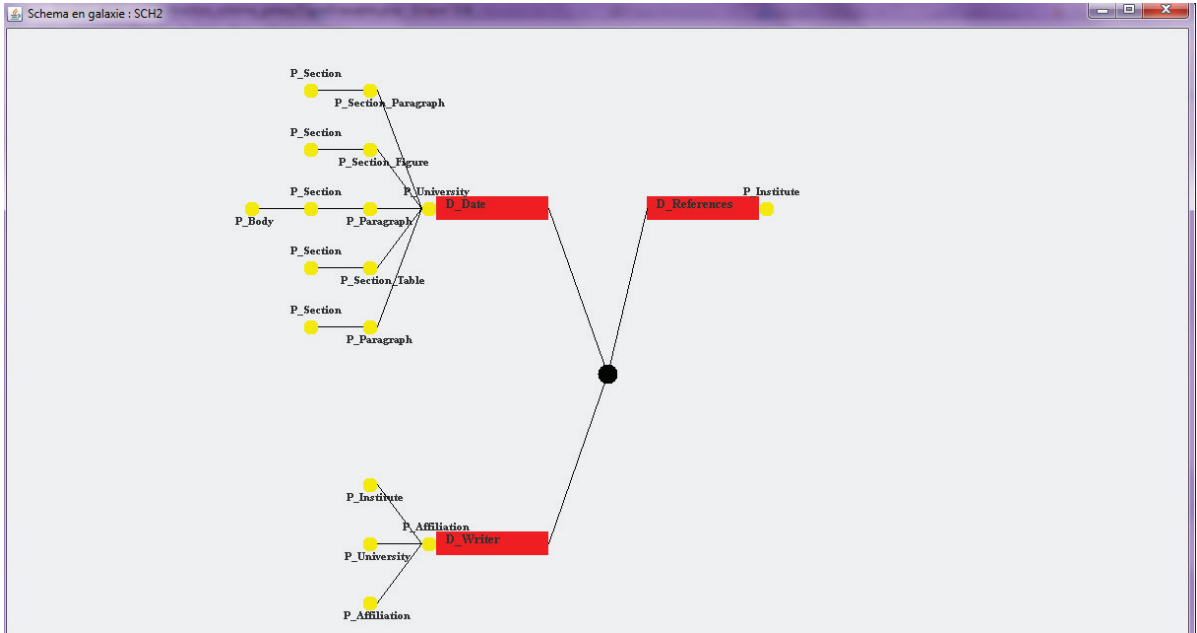 Schema en galaxie : SCH2
P_Section
P_Section_Paragraph
P_Section
P_Section_Figure
P_Section
P_University
P_Institute
D_Date
D_References
P_Body
P_Paragraph
P_Section
P_Section_Table
P_Section
P_Paragraph
P_Institute
P_Affiliation
D_Writer
P_University
P_Affiliation